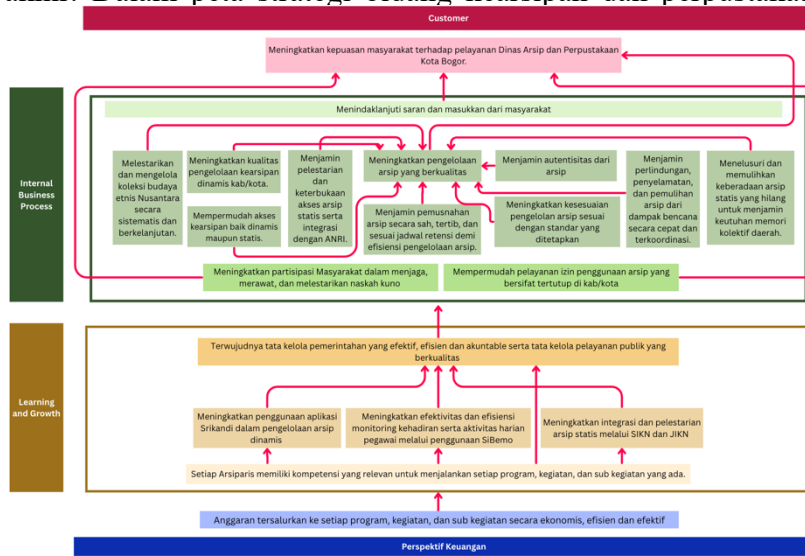 Customer
Meningkatkan kepuasan masyarakat terhadap pelayanan Dinas Arsip dan Perpustakaan
Kota Bogor.
Internal
Business
Process
Menindaklanjuti saran dan masukkan dari masyarakat
Melestarikan
dan mengelola
koleksi budaya
etnis Nusantara
secara
sistematis dan
berkelanjutan.
Meningkatkan kualitas
pengelolaan kearsipan
dinamis kab/kota.
Mempermudah akses
kearsipan baik dinamis
maupun statis.
Menjamin
pelestarian
dan
keterbukaan
akses arsip
statis serta
integrasi
dengan ANRI.
Meningkatkan pengelolaan
arsip yang berkualitas
Menjamin pemusnahan
arsip secara sah, tertib, dan
sesuai jadwal retensi demi
efisiensi pengelolaan arsip.
Menjamin autentisitas dari
arsip
Meningkatkan kesesuaian
pengelolan arsip sesuai
dengan standar yang
ditetapkan
Menjamin
perlindungan,
penyelamatan,
dan pemulihan
arsip dari
dampak bencana
secara cepat dan
terkoordinasi.
Menelusuri dan
memulihkan
keberadaan arsip
statis yang hilang
untuk menjamin
keutuhan memori
kolektif daerah.
Meningkatkan partisipasi Masyarakat dalam menjaga,
merawat, dan melestarikan naskah kuno
Mempermudah pelayanan izin penggunaan arsip yang
bersifat tertutup di kab/kota
Learning
and Growth
Terwujudnya tata kelola pemerintahan yang efektif, efisien dan akuntable serta tata kelola pelayanan publik yang
berkualitas
Meningkatkan penggunaan aplikasi
Srikandi dalam pengelolaan arsip
dinamis
Meningkatkan efektivitas dan efisiensi
monitoring kehadiran serta aktivitas harian
pegawai melalui penggunaan SiBemo
Meningkatkan integrasi dan pelestarian
arsip statis melalui SIKN dan JIKN
Setiap Arsiparis memiliki kompetensi yang relevan untuk menjalankan setiap program, kegiatan, dan sub kegiatan yang ada.
Anggaran tersalurkan ke setiap program, kegiatan, dan sub kegiatan secara ekonomis, efisien dan efektif
Perspektif Keuangan